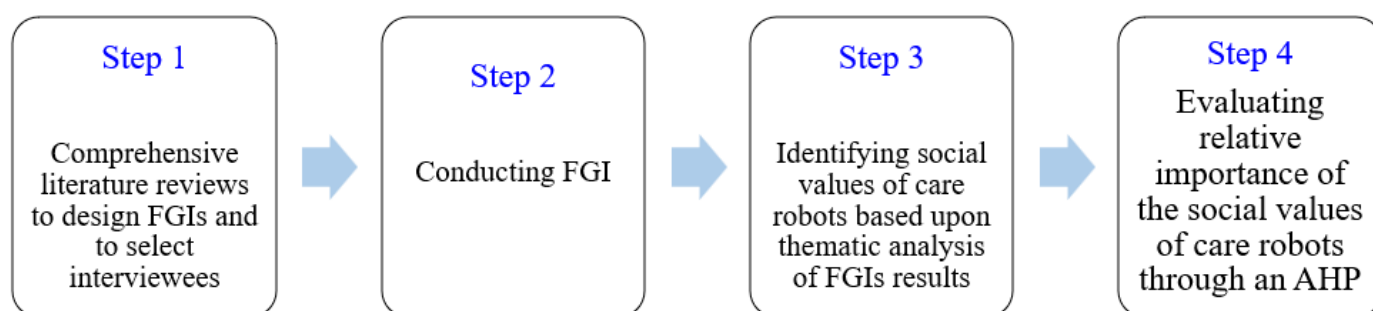 Step 1
Comprehensive
literature reviews
to design FGIs and
to select
interviewees
Step 2
Conducting FGI
Step 3
Identifying social
values of care
robots based upon
thematic analysis
of FGIs results
Step 4
Evaluating
relative
importance of
the social values
of care robots
through an AHP